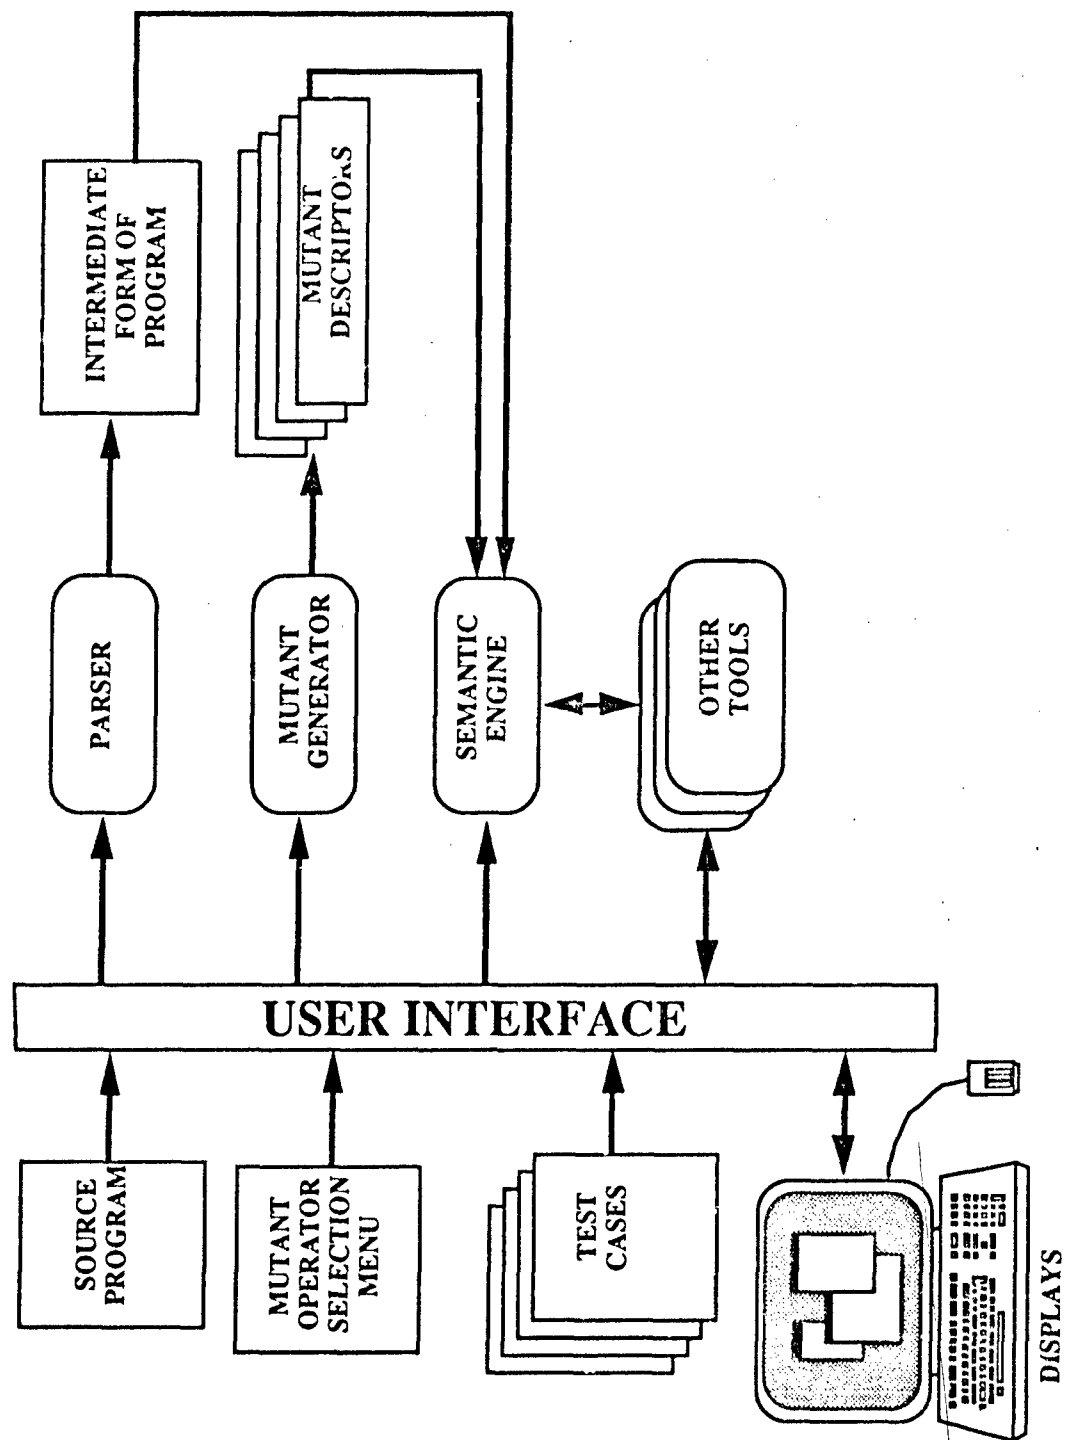 SOURCE
PROGRAM
MUTANT
OPERATOR
SELECTION
MENU
TEST
CASES
DISPLAYS
USER INTERFACE
PARSER
MUTANT
GENERATOR
SEMANTIC
ENGINE
OTHER
TOOLS
INTERMEDIATE
FORM OF
PROGRAM
MUTANT
DESCRIPTORS